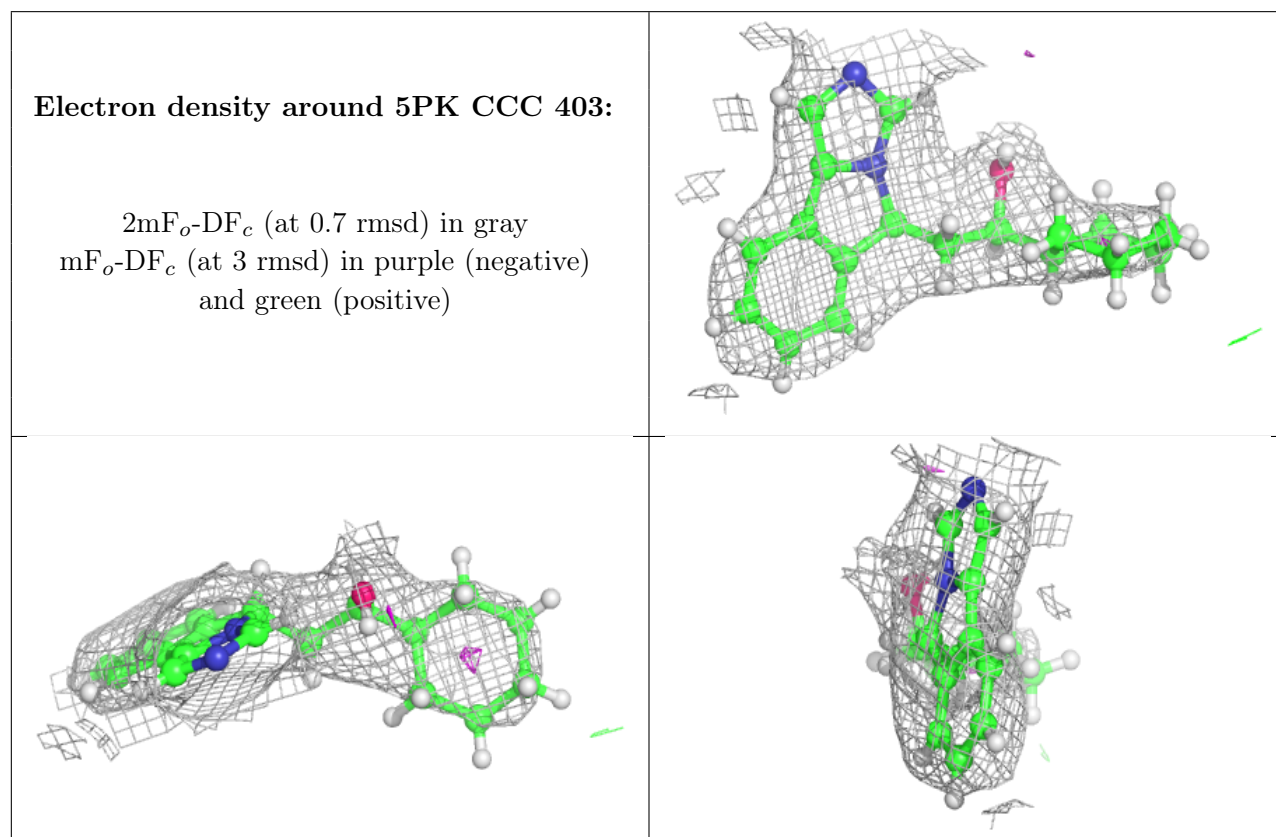 Electron density around 5PK CCC 403:
2mFo-DFc (at 0.7 rmsd) in gray
mFo-DFc (at 3 rmsd) in purple (negative)
and green (positive)